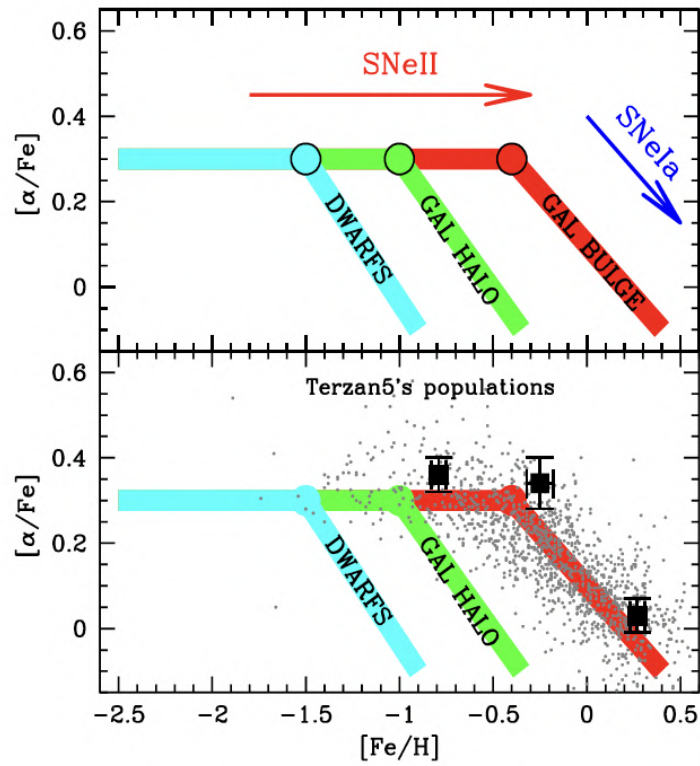 0.6
SNeII
0.4
SNeIa
[α/Fe]
0.2
DWARFS
GAL HALO
GAL BULGE
0
0.6
Terzan5's populations
0.4
[α/Fe]
0.2
DWARFS
GAL HALO
0
-2.5 -2 -1.5 -1 -0.5 0 0.5
[Fe/H]